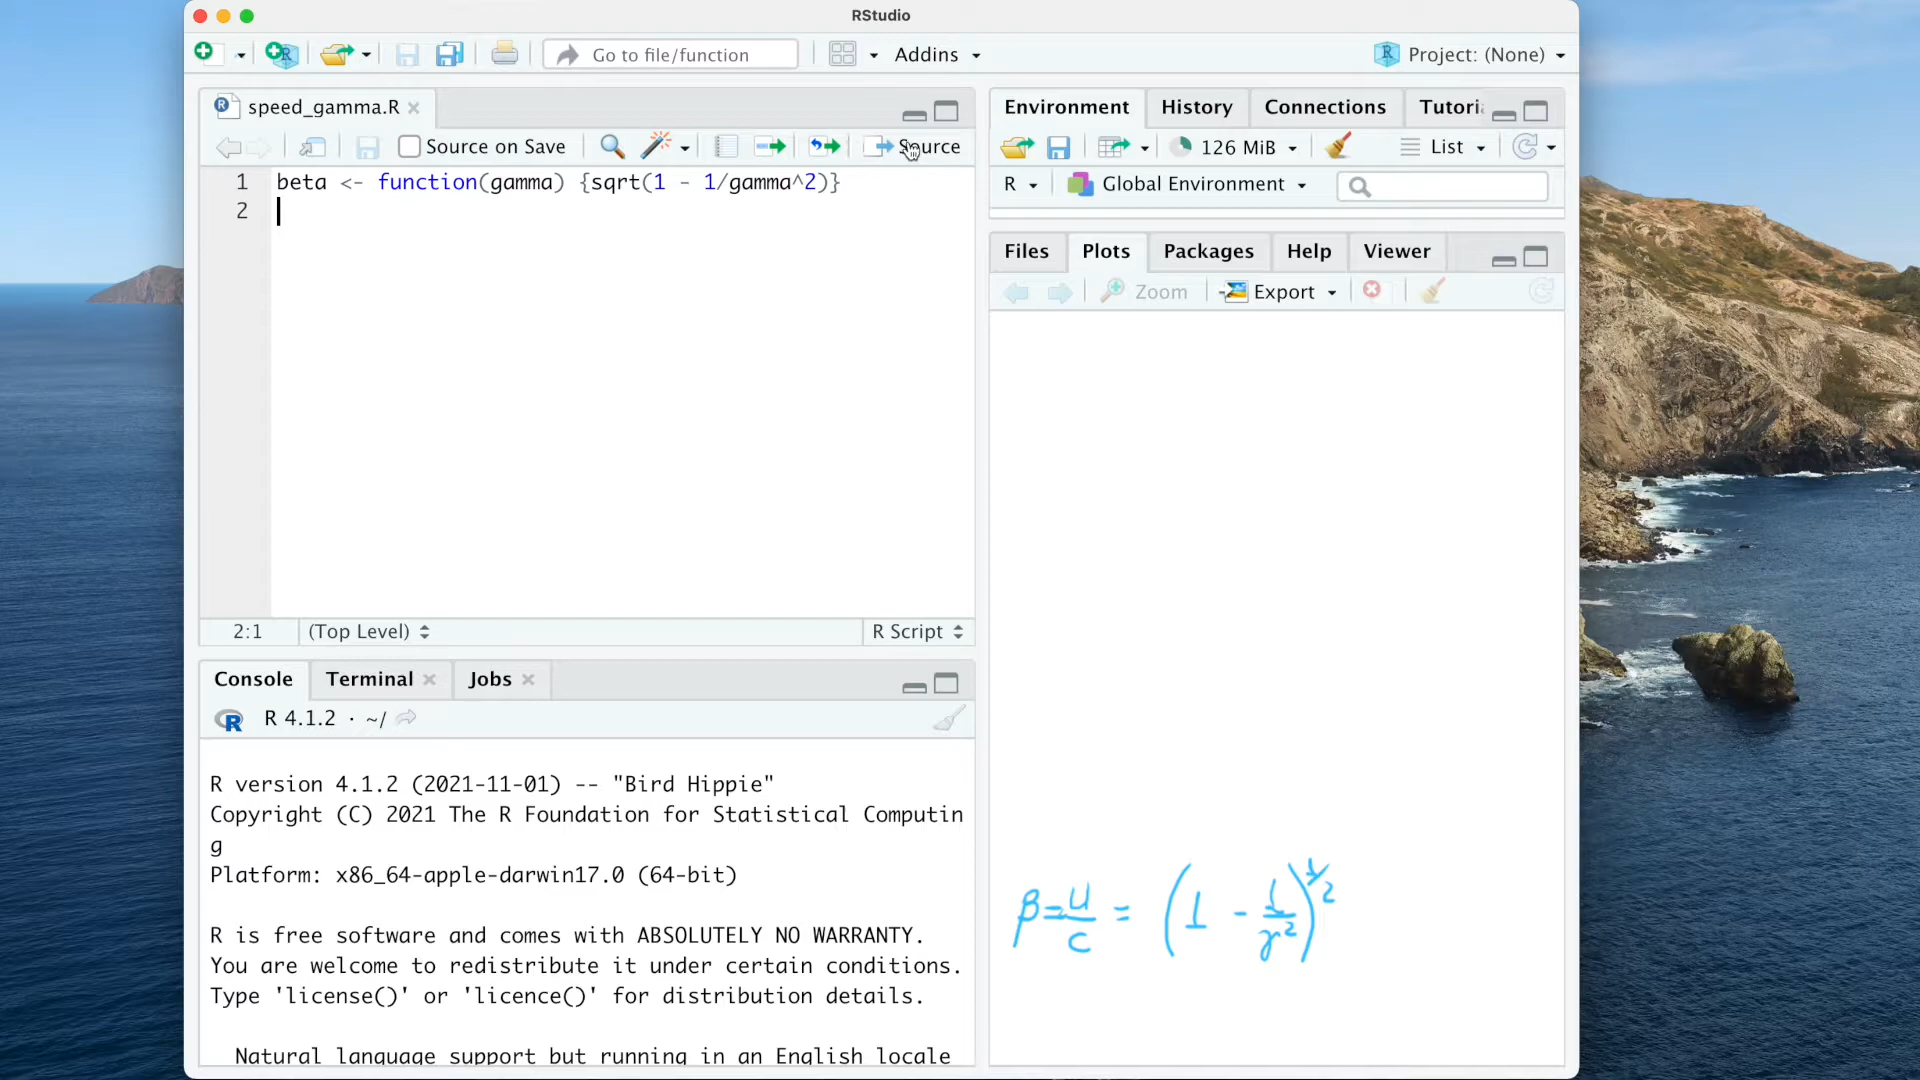 RStudio
Go to file/function Addins Project: (None)
speed_gamma.R
Source on Save Source
1 beta <- function(gamma) {sqrt(1 - 1/gamma^2)}
2
2:1 (Top Level) R Script
Console Terminal Jobs
R 4.1.2 · ~/
R version 4.1.2 (2021-11-01) -- "Bird Hippie"
Copyright (C) 2021 The R Foundation for Statistical Computin
g
Platform: x86_64-apple-darwin17.0 (64-bit)
R is free software and comes with ABSOLUTELY NO WARRANTY.
You are welcome to redistribute it under certain conditions.
Type 'license()' or 'licence()' for distribution details.
Natural language support but running in an English locale
Environment History Connections Tutori
126 MiB List
R Global Environment
Files Plots Packages Help Viewer
Zoom Export
β = u/c = (1 - 1/γ²)^1/2